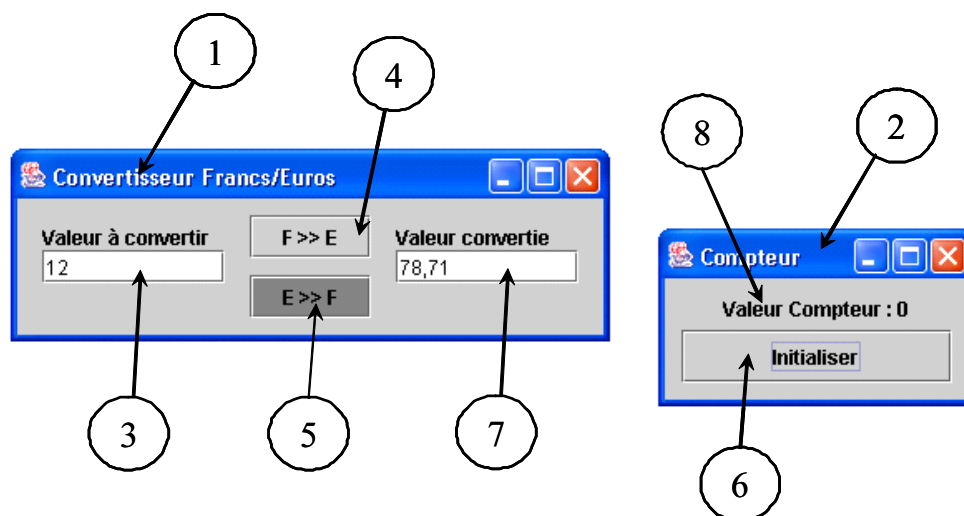 1
4
8
2
Convertisseur Francs/Euros
Valeur à convertir
F >> E
Valeur convertie
12
78,71
E >> F
Compteur
Valeur Compteur : 0
Initialiser
3
5
7
6